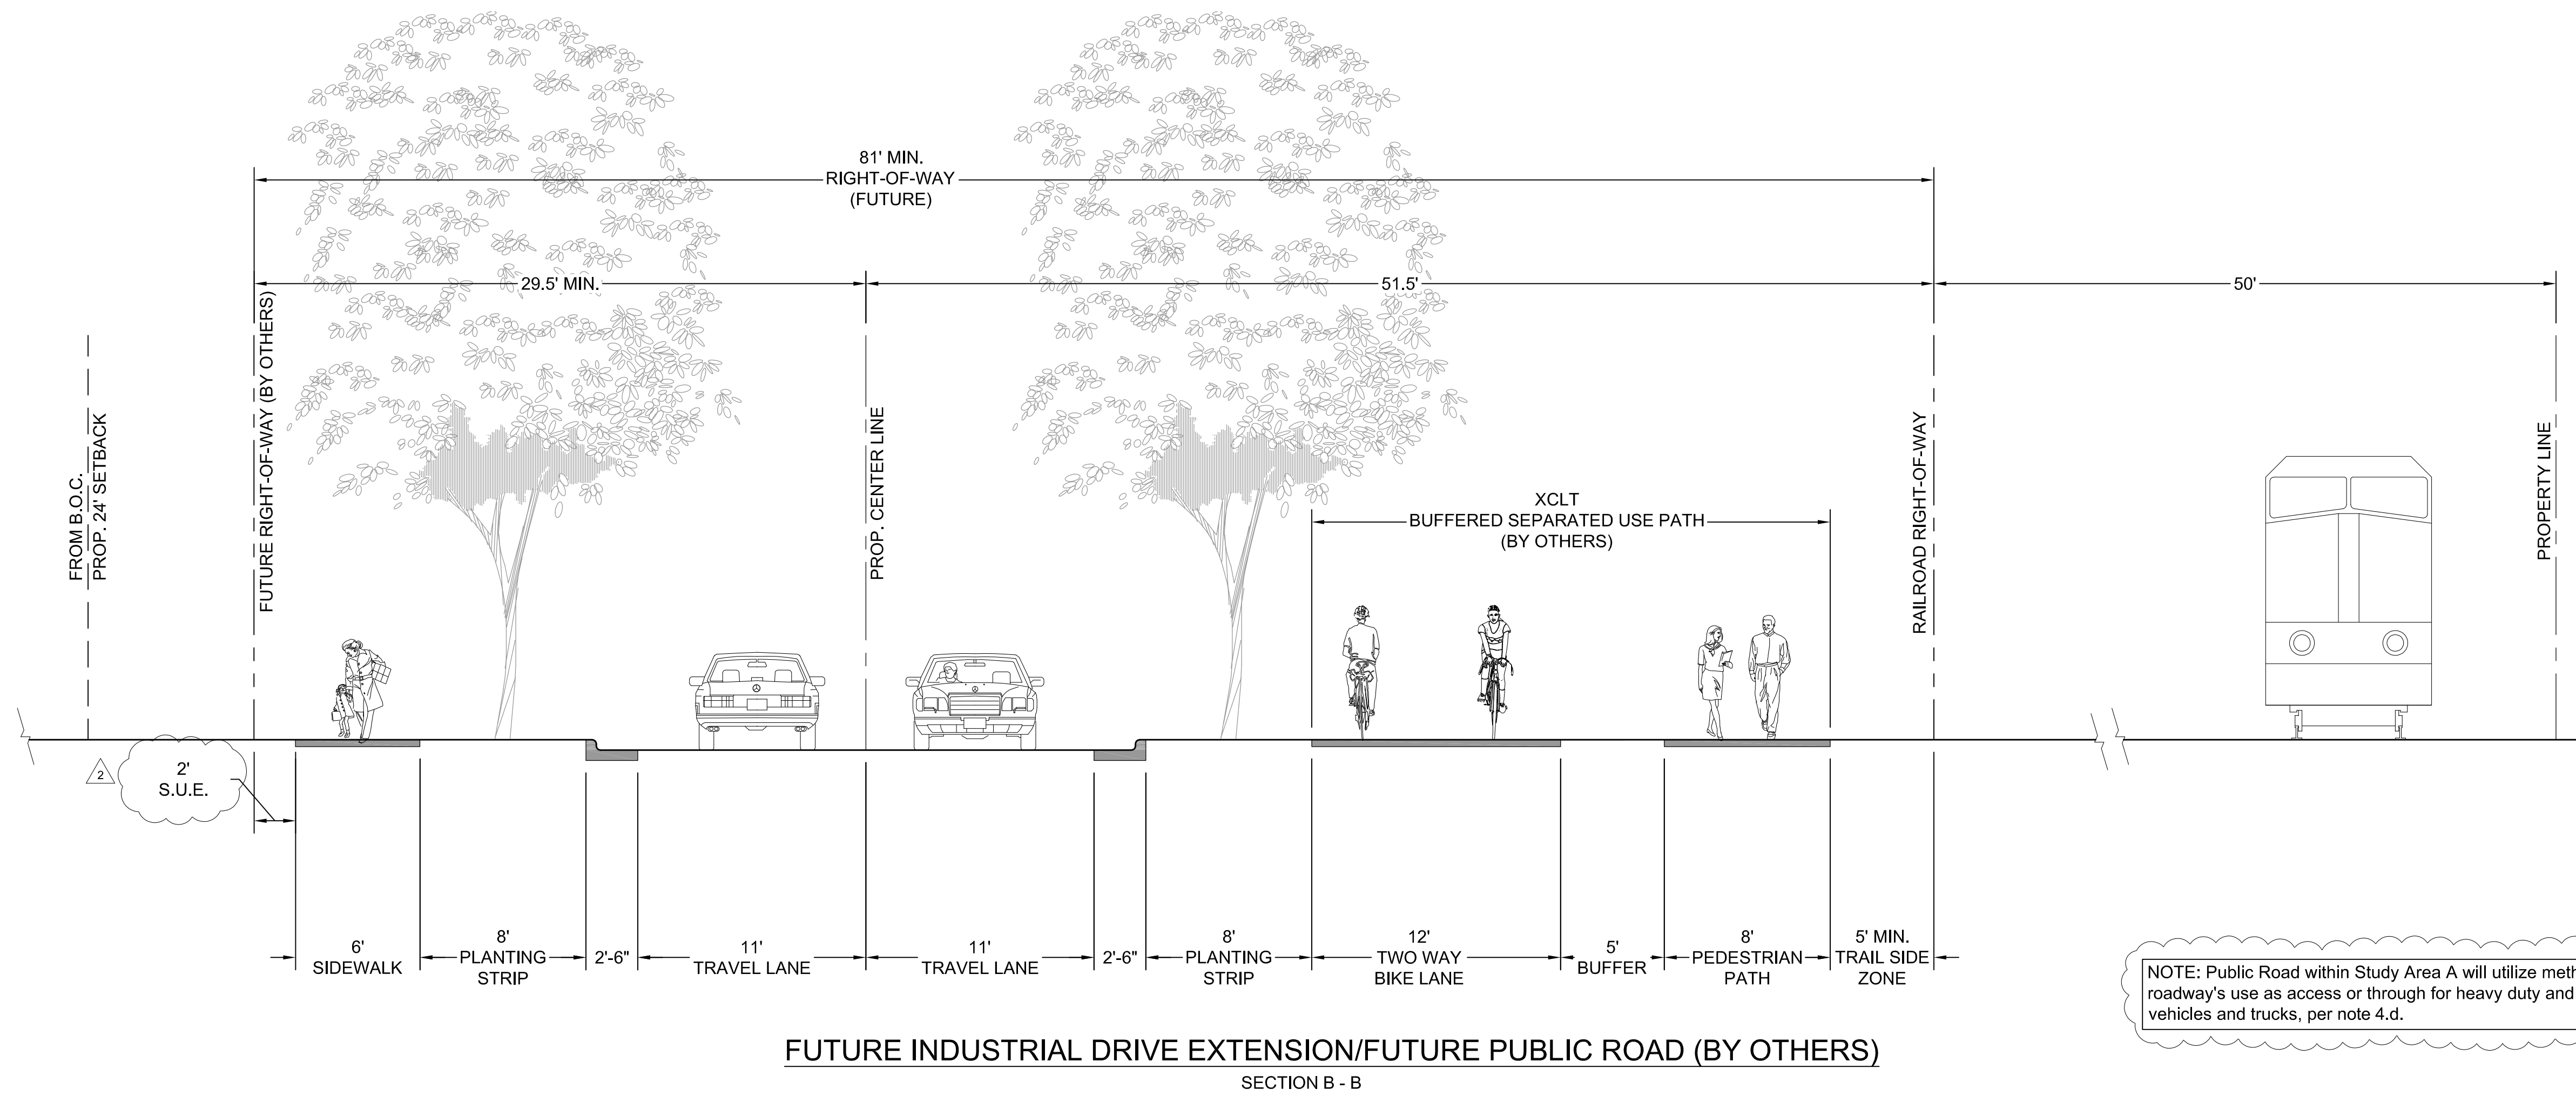 81' MIN.
RIGHT-OF-WAY
(FUTURE)
29.5' MIN.
51.5'
50'
FROM B.O.C.
PROP. 24' SETBACK
FUTURE RIGHT-OF-WAY (BY OTHERS)
PROP. CENTER LINE
RAILROAD RIGHT-OF-WAY
PROPERTY LINE
XCLT
BUFFERED SEPARATED USE PATH
(BY OTHERS)
2
2'
S.U.E.
6'
SIDEWALK
8'
PLANTING
STRIP
2'-6"
11'
TRAVEL LANE
11'
TRAVEL LANE
2'-6"
8'
PLANTING
STRIP
12'
TWO WAY
BIKE LANE
5'
BUFFER
8'
PEDESTRIAN
PATH
5' MIN.
TRAIL SIDE
ZONE
NOTE: Public Road within Study Area A will utilize
roadway's use as access or through for heavy duty and
vehicles and trucks, per note 4.d.
FUTURE INDUSTRIAL DRIVE EXTENSION/FUTURE PUBLIC ROAD (BY OTHERS)
SECTION B - B